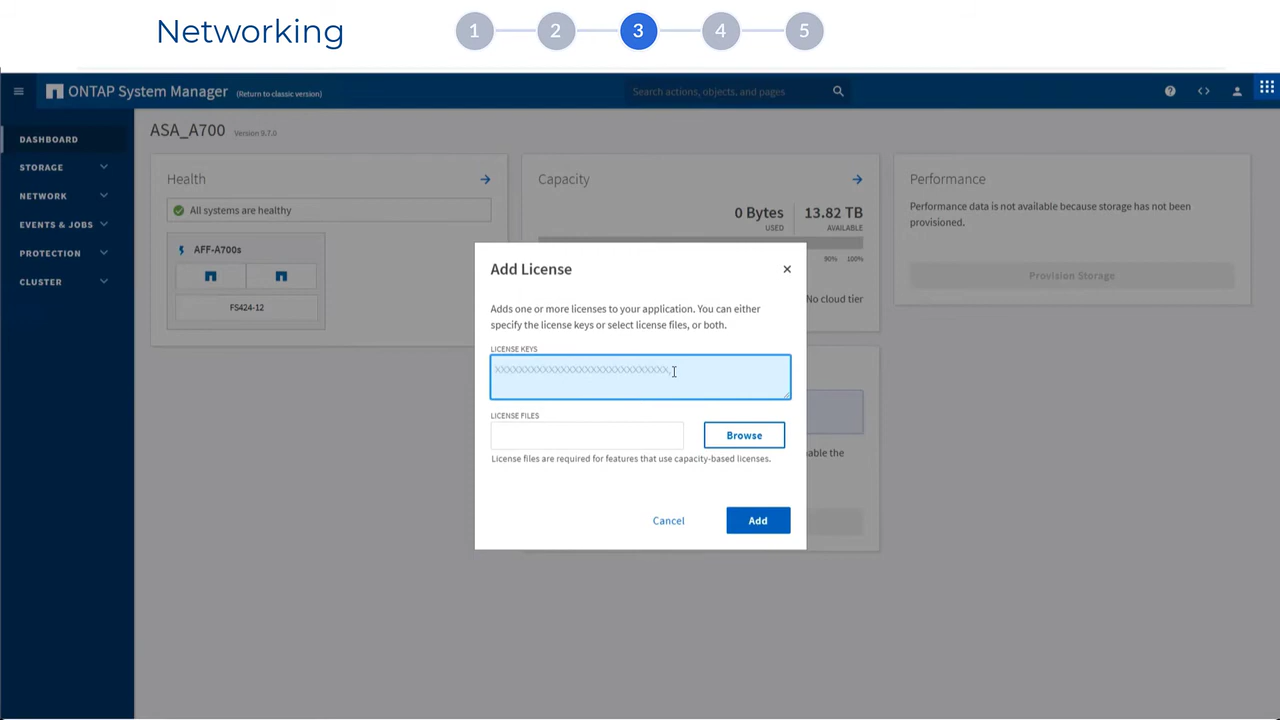 Networking
1 2 3 4 5
ONTAP System Manager (Return to classic version)
Search actions, objects, and pages
DASHBOARD
STORAGE
NETWORK
EVENTS & JOBS
PROTECTION
CLUSTER
ASA_A700 Version 9.7.0
Health
All systems are healthy
AFF-A700s
FS424-12
Capacity
0 Bytes 13.82 TB
USED AVAILABLE
90% 100%
No cloud tier
able the
Performance
Performance data is not available because storage has not been
provisioned.
Provision Storage
Add License
Adds one or more licenses to your application. You can either
specify the license keys or select license files, or both.
LICENSE KEYS
XXXXXXXXXXXXXXXXXXXXXXXXXXXX,
LICENSE FILES
Browse
License files are required for features that use capacity-based licenses.
Cancel Add